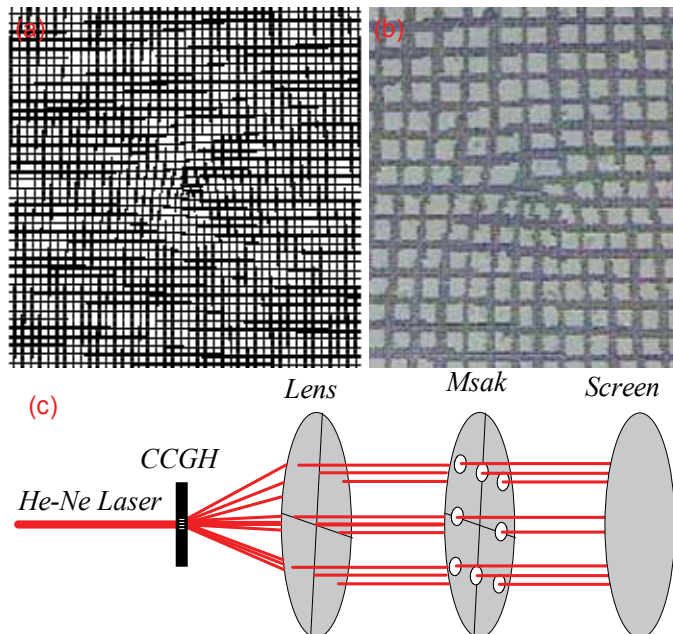 (a)
(b)
(c)
Lens
Msak
Screen
CCGH
He-Ne Laser